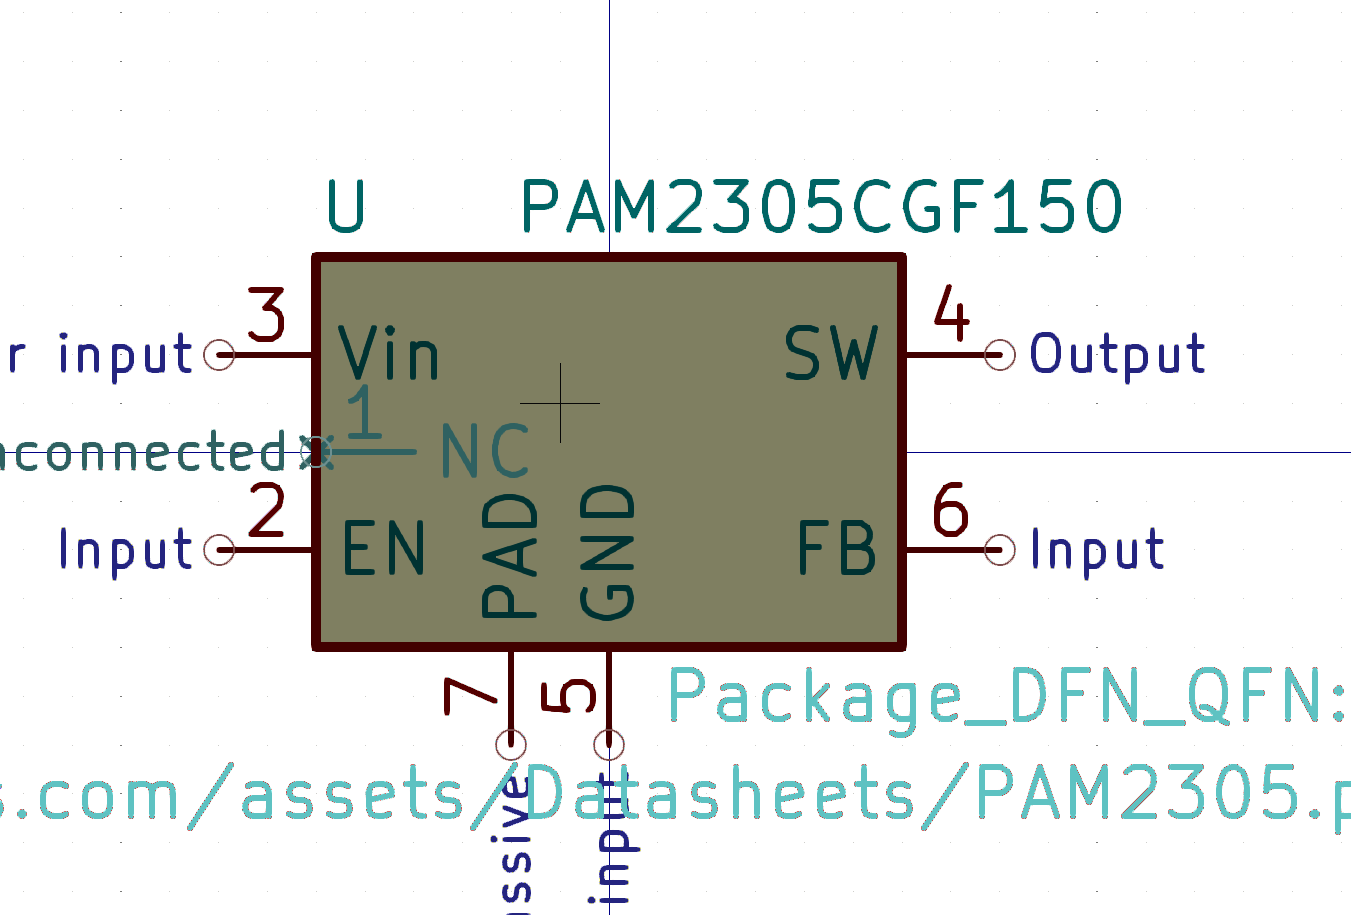 U PAM2305CGF150
3 4
r input Vin SW Output
1
nconnected NC
2 6
Input EN FB Input
PAD GND
7 5
Package_DFN_QFN:
s.com/assets/Datasheets/PAM2305.p
assive input